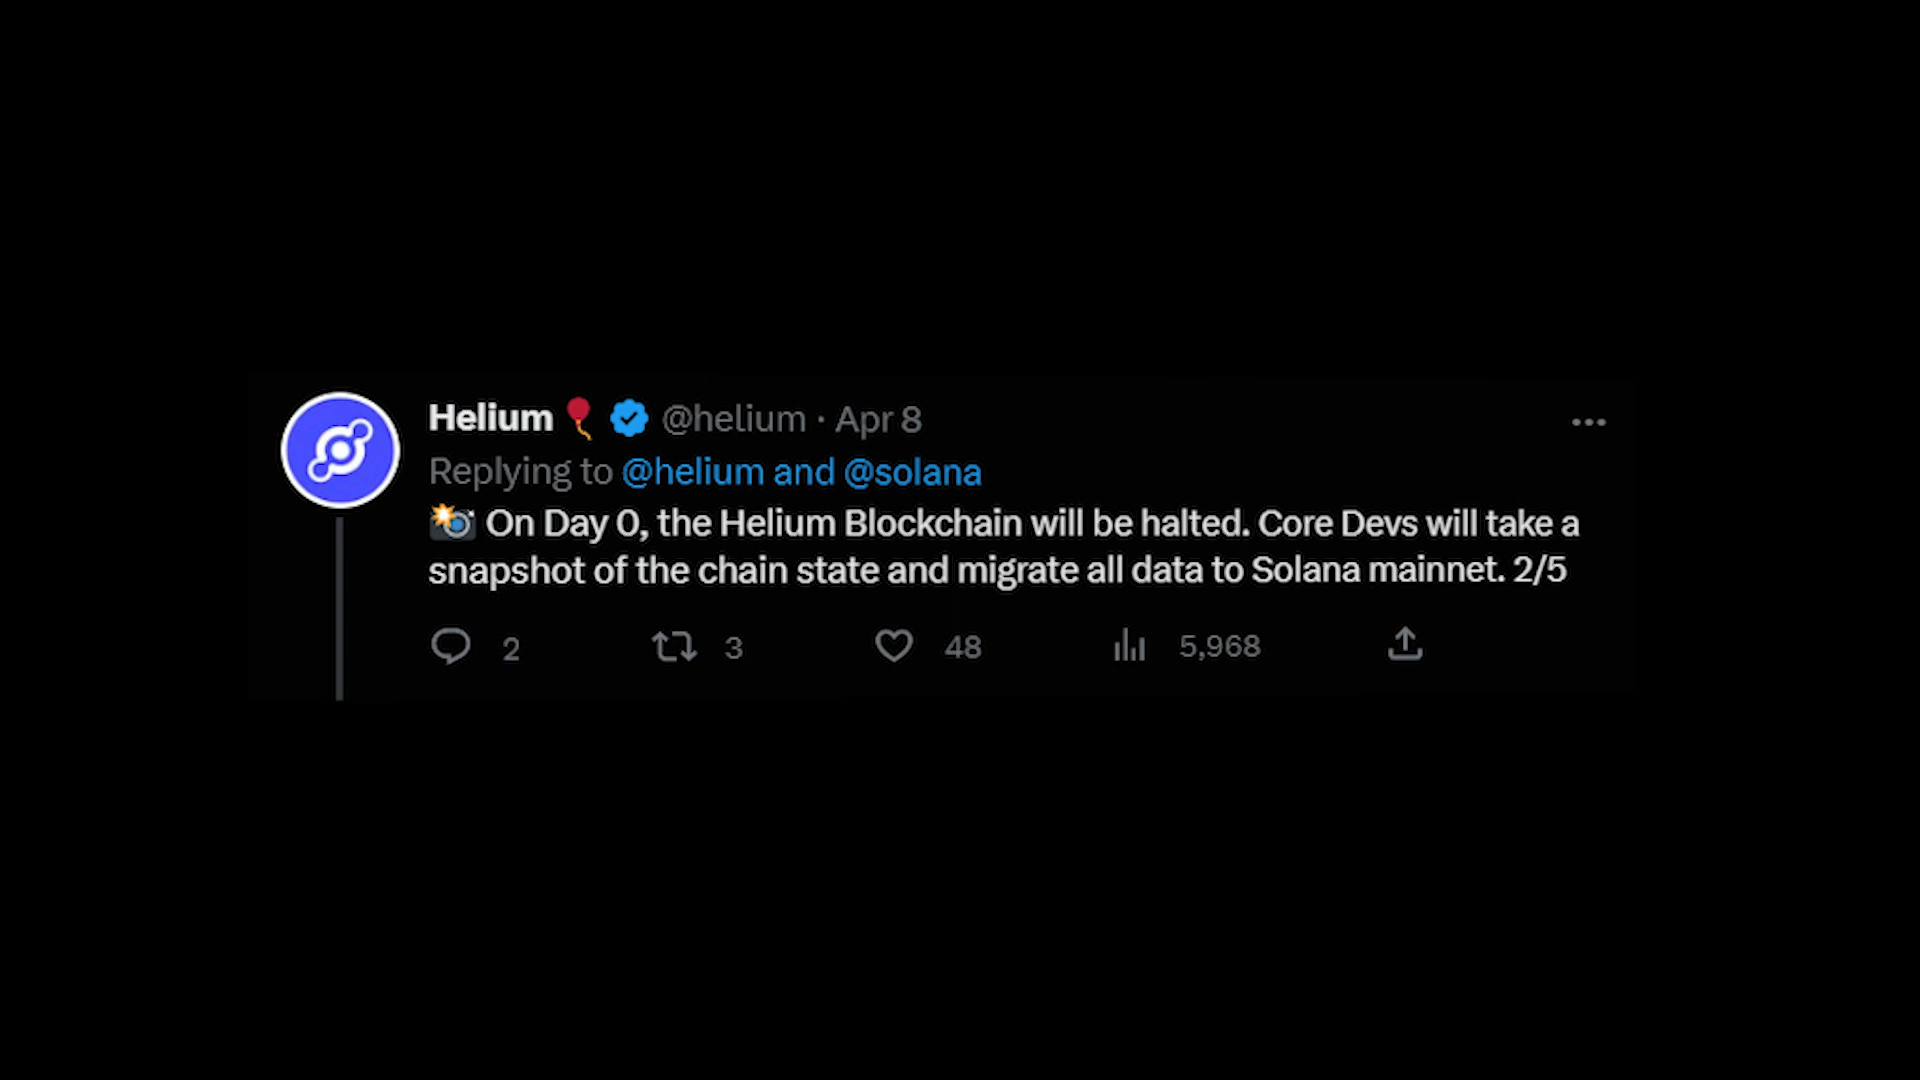 Helium🎈 @helium · Apr 8
Replying to @helium and @solana
📸 On Day 0, the Helium Blockchain will be halted. Core Devs will take a
snapshot of the chain state and migrate all data to Solana mainnet. 2/5
2 3 48 5,968